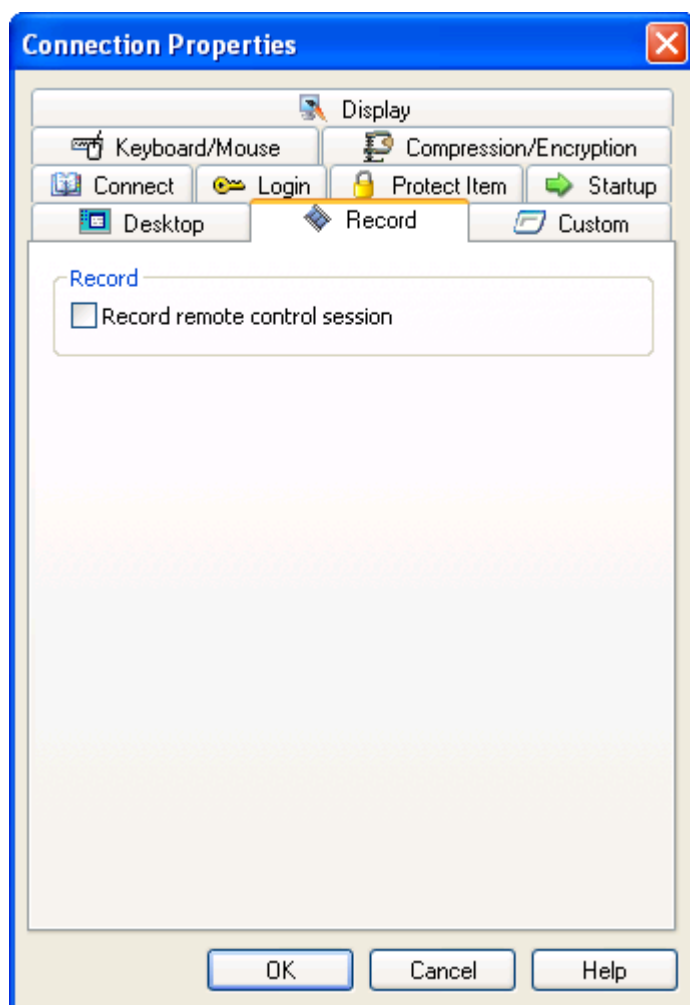 Connection Properties
Display
Keyboard/Mouse Compression/Encryption
Connect Login Protect Item Startup
Desktop Record Custom
Record
Record remote control session
OK Cancel Help